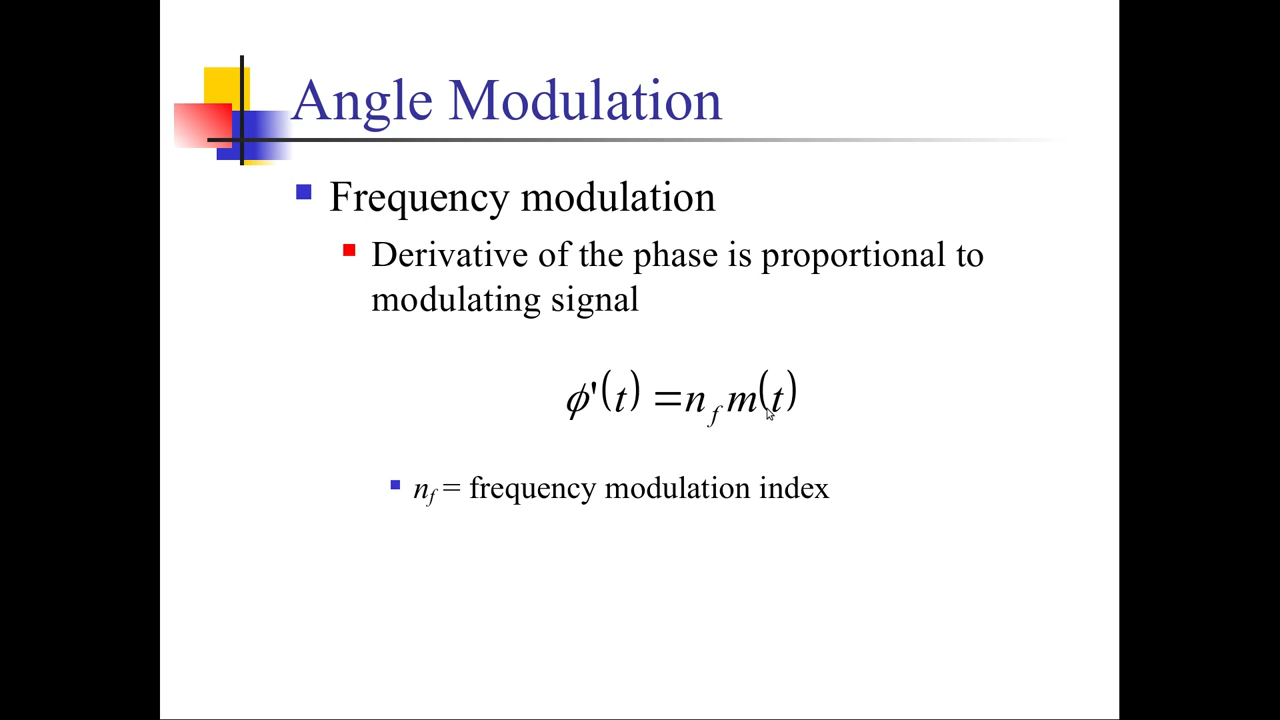 Angle Modulation
Frequency modulation
Derivative of the phase is proportional to
modulating signal
ϕ'(t) = n_f m(t)
n_f = frequency modulation index